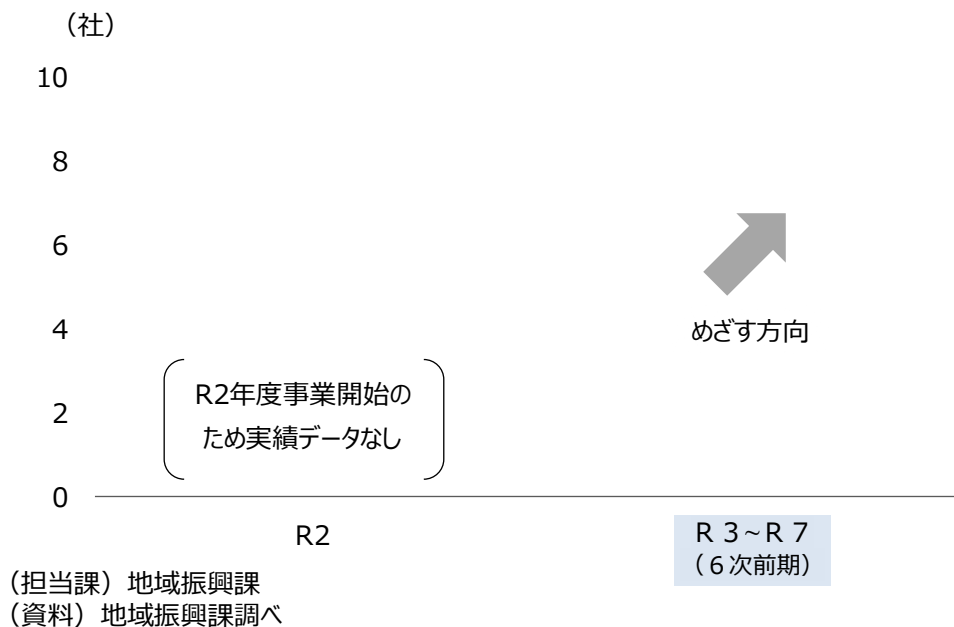 （社）
10
8
6
4
2
0
めざす方向
R2年度事業開始の
ため実績データなし
R2
Ｒ３~Ｒ７
（６次前期）
（担当課）地域振興課
（資料）地域振興課調べ